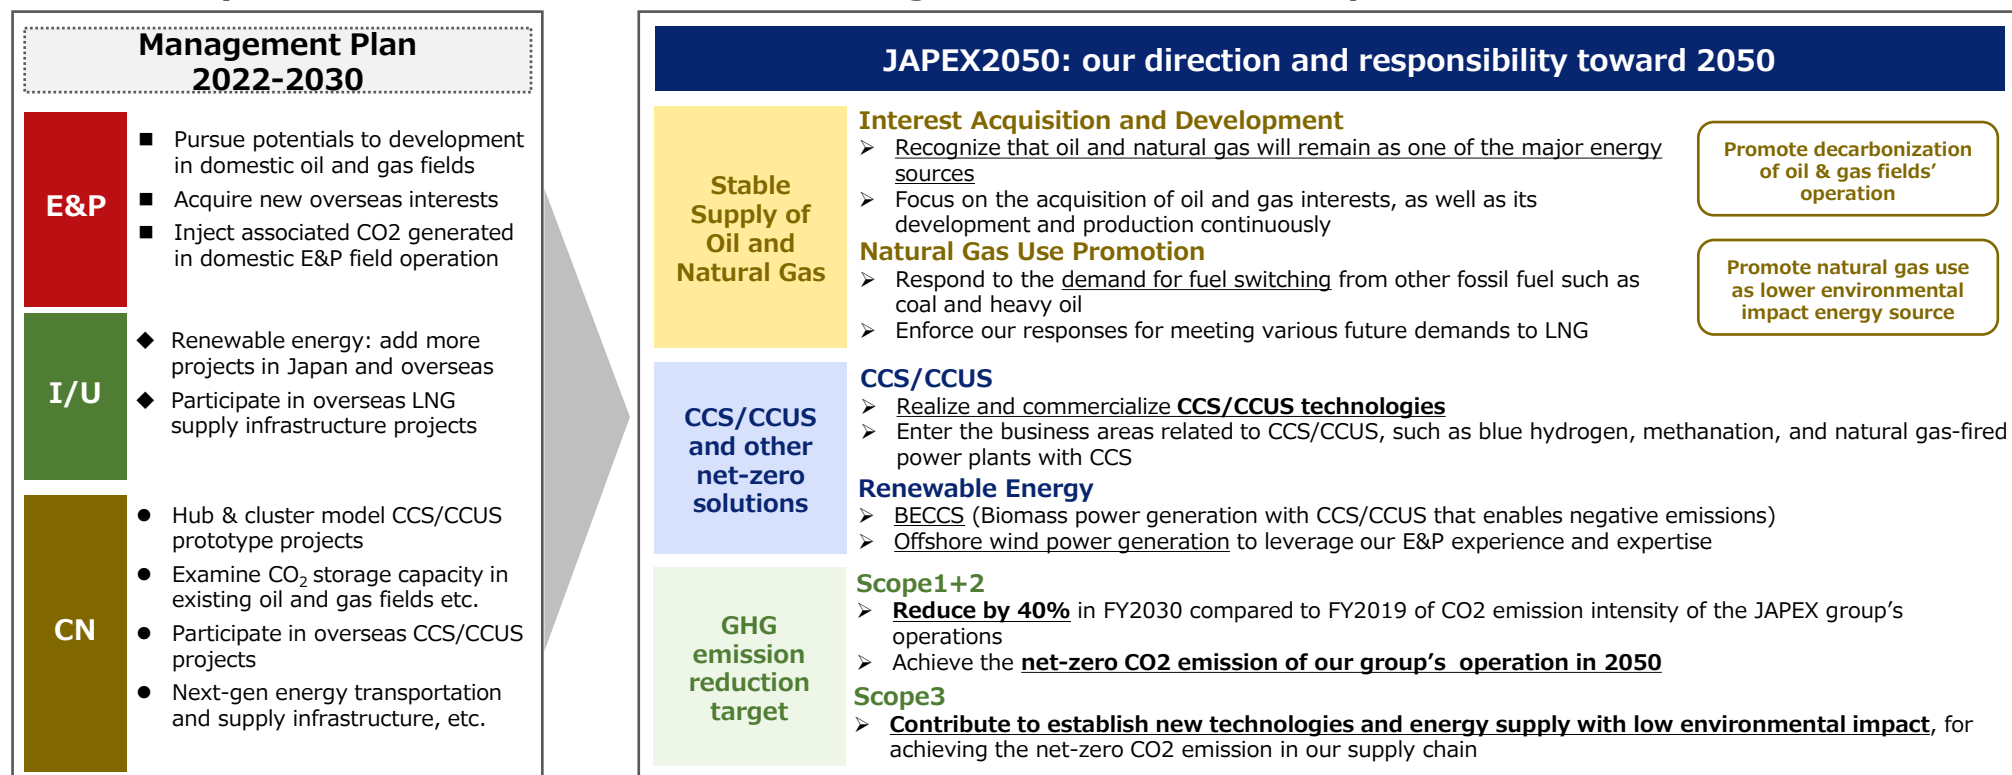 Management Plan
2022-2030
E&P
■ Pursue potentials to development
in domestic oil and gas fields
■ Acquire new overseas interests
■ Inject associated CO2 generated
in domestic E&P field operation
I/U
◆ Renewable energy: add more
projects in Japan and overseas
◆ Participate in overseas LNG
supply infrastructure projects
CN
● Hub & cluster model CCS/CCUS
prototype projects
● Examine CO₂ storage capacity in
existing oil and gas fields etc.
● Participate in overseas CCS/CCUS
projects
● Next-gen energy transportation
and supply infrastructure, etc.
JAPEX2050: our direction and responsibility toward 2050
Stable
Supply of
Oil and
Natural Gas
Interest Acquisition and Development
➢ Recognize that oil and natural gas will remain as one of the major energy
sources
➢ Focus on the acquisition of oil and gas interests, as well as its
development and production continuously
Natural Gas Use Promotion
➢ Respond to the demand for fuel switching from other fossil fuel such as
coal and heavy oil
➢ Enforce our responses for meeting various future demands to LNG
Promote decarbonization
of oil & gas fields’
operation
Promote natural gas use
as lower environmental
impact energy source
CCS/CCUS
and other
net-zero
solutions
CCS/CCUS
➢ Realize and commercialize CCS/CCUS technologies
➢ Enter the business areas related to CCS/CCUS, such as blue hydrogen, methanation, and natural gas-fired
power plants with CCS
Renewable Energy
➢ BECCS (Biomass power generation with CCS/CCUS that enables negative emissions)
➢ Offshore wind power generation to leverage our E&P experience and expertise
GHG
emission
reduction
target
Scope1+2
➢ Reduce by 40% in FY2030 compared to FY2019 of CO2 emission intensity of the JAPEX group’s
operations
➢ Achieve the net-zero CO2 emission of our group’s operation in 2050
Scope3
➢ Contribute to establish new technologies and energy supply with low environmental impact, for
achieving the net-zero CO2 emission in our supply chain